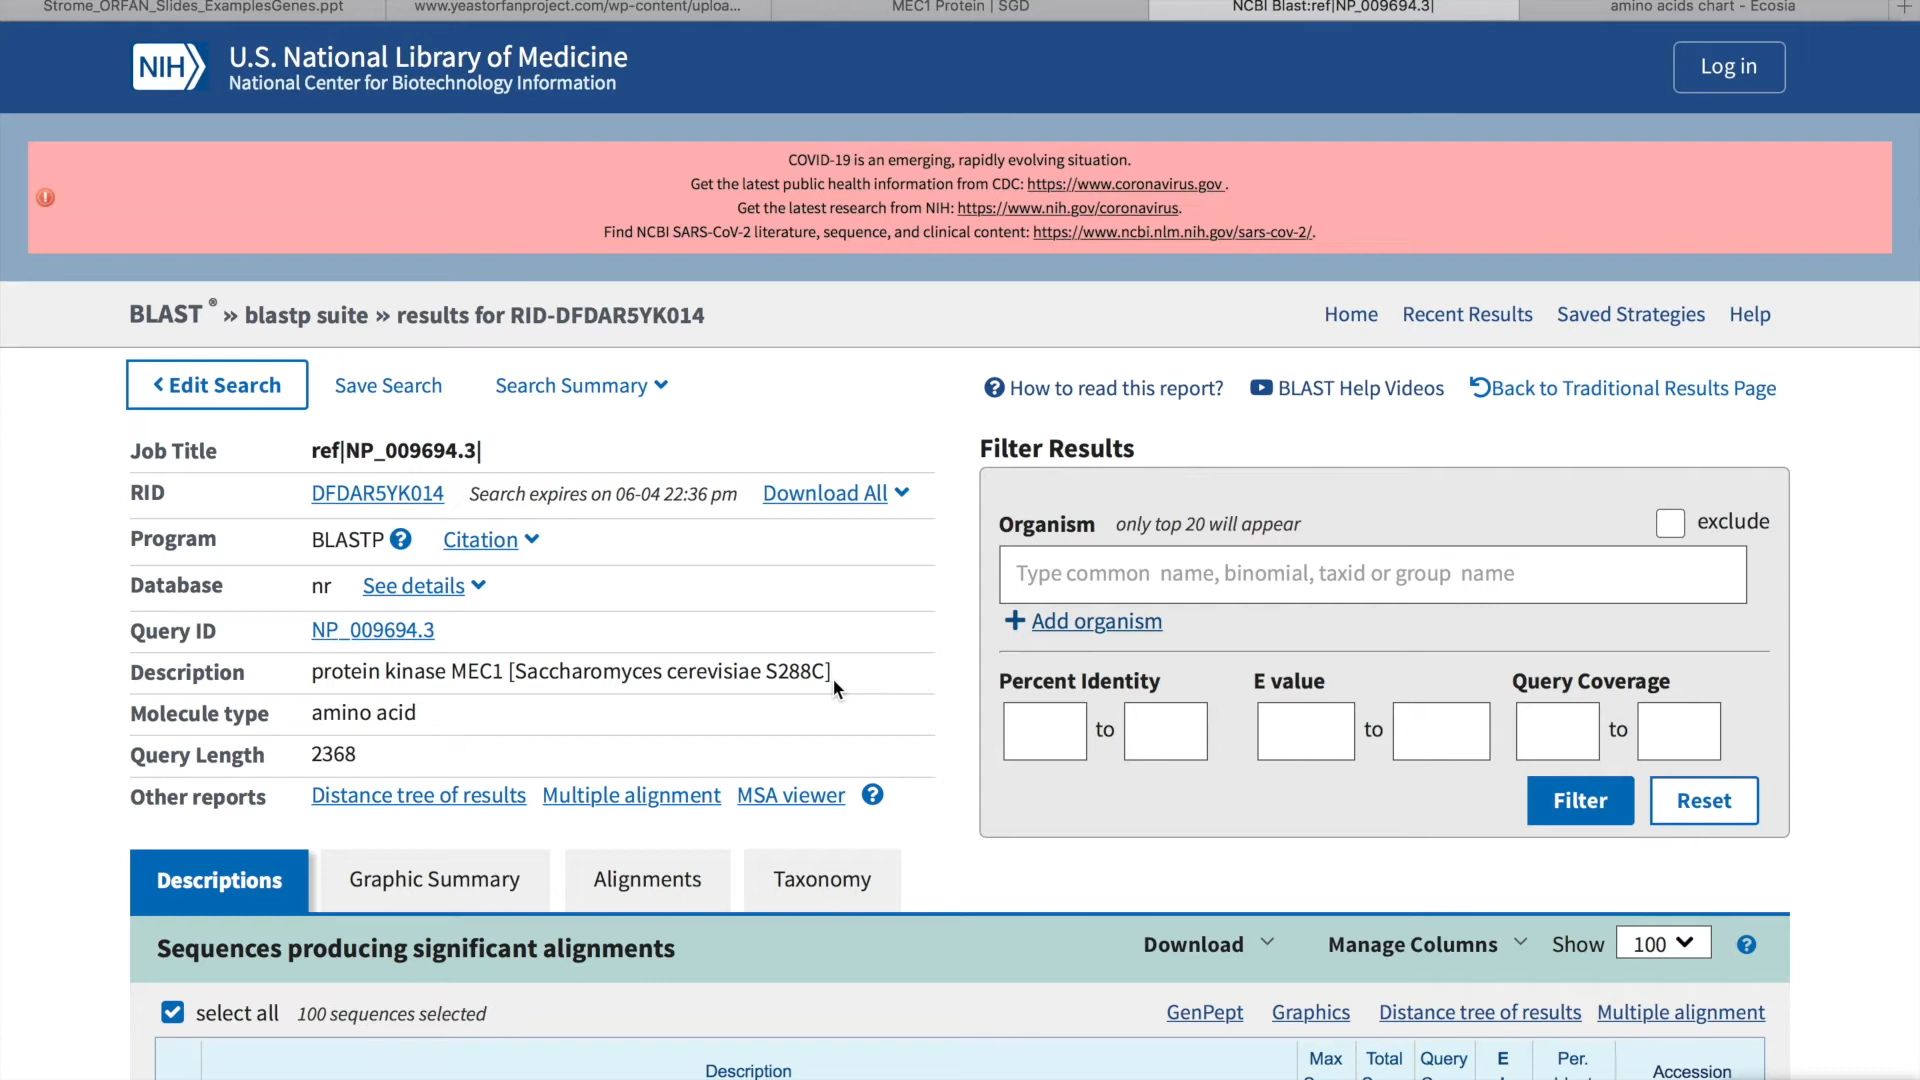 Strome_ORFAN_Slides_ExamplesGenes.ppt
www.yeastorfanproject.com/wp-content/uploa...
MEC1 Protein | SGD
NCBI Blast:ref|NP_009694.3|
amino acids chart - Ecosia
NIH
U.S. National Library of Medicine
National Center for Biotechnology Information
Log in
COVID-19 is an emerging, rapidly evolving situation.
Get the latest public health information from CDC: https://www.coronavirus.gov .
Get the latest research from NIH: https://www.nih.gov/coronavirus.
Find NCBI SARS-CoV-2 literature, sequence, and clinical content: https://www.ncbi.nlm.nih.gov/sars-cov-2/.
BLAST ® » blastp suite » results for RID-DFDAR5YK014
Home Recent Results Saved Strategies Help
Edit Search Save Search Search Summary
How to read this report? BLAST Help Videos Back to Traditional Results Page
Job Title ref|NP_009694.3|
RID DFDAR5YK014 Search expires on 06-04 22:36 pm Download All
Program BLASTP ? Citation
Database nr See details
Query ID NP_009694.3
Description protein kinase MEC1 [Saccharomyces cerevisiae S288C]
Molecule type amino acid
Query Length 2368
Other reports Distance tree of results Multiple alignment MSA viewer ?
Filter Results
Organism only top 20 will appear exclude
Type common name, binomial, taxid or group name
+ Add organism
Percent Identity E value Query Coverage
to to to
Filter Reset
Descriptions Graphic Summary Alignments Taxonomy
Sequences producing significant alignments Download Manage Columns Show 100 ?
select all 100 sequences selected GenPept Graphics Distance tree of results Multiple alignment
Description Max Total Query E Per. Accession